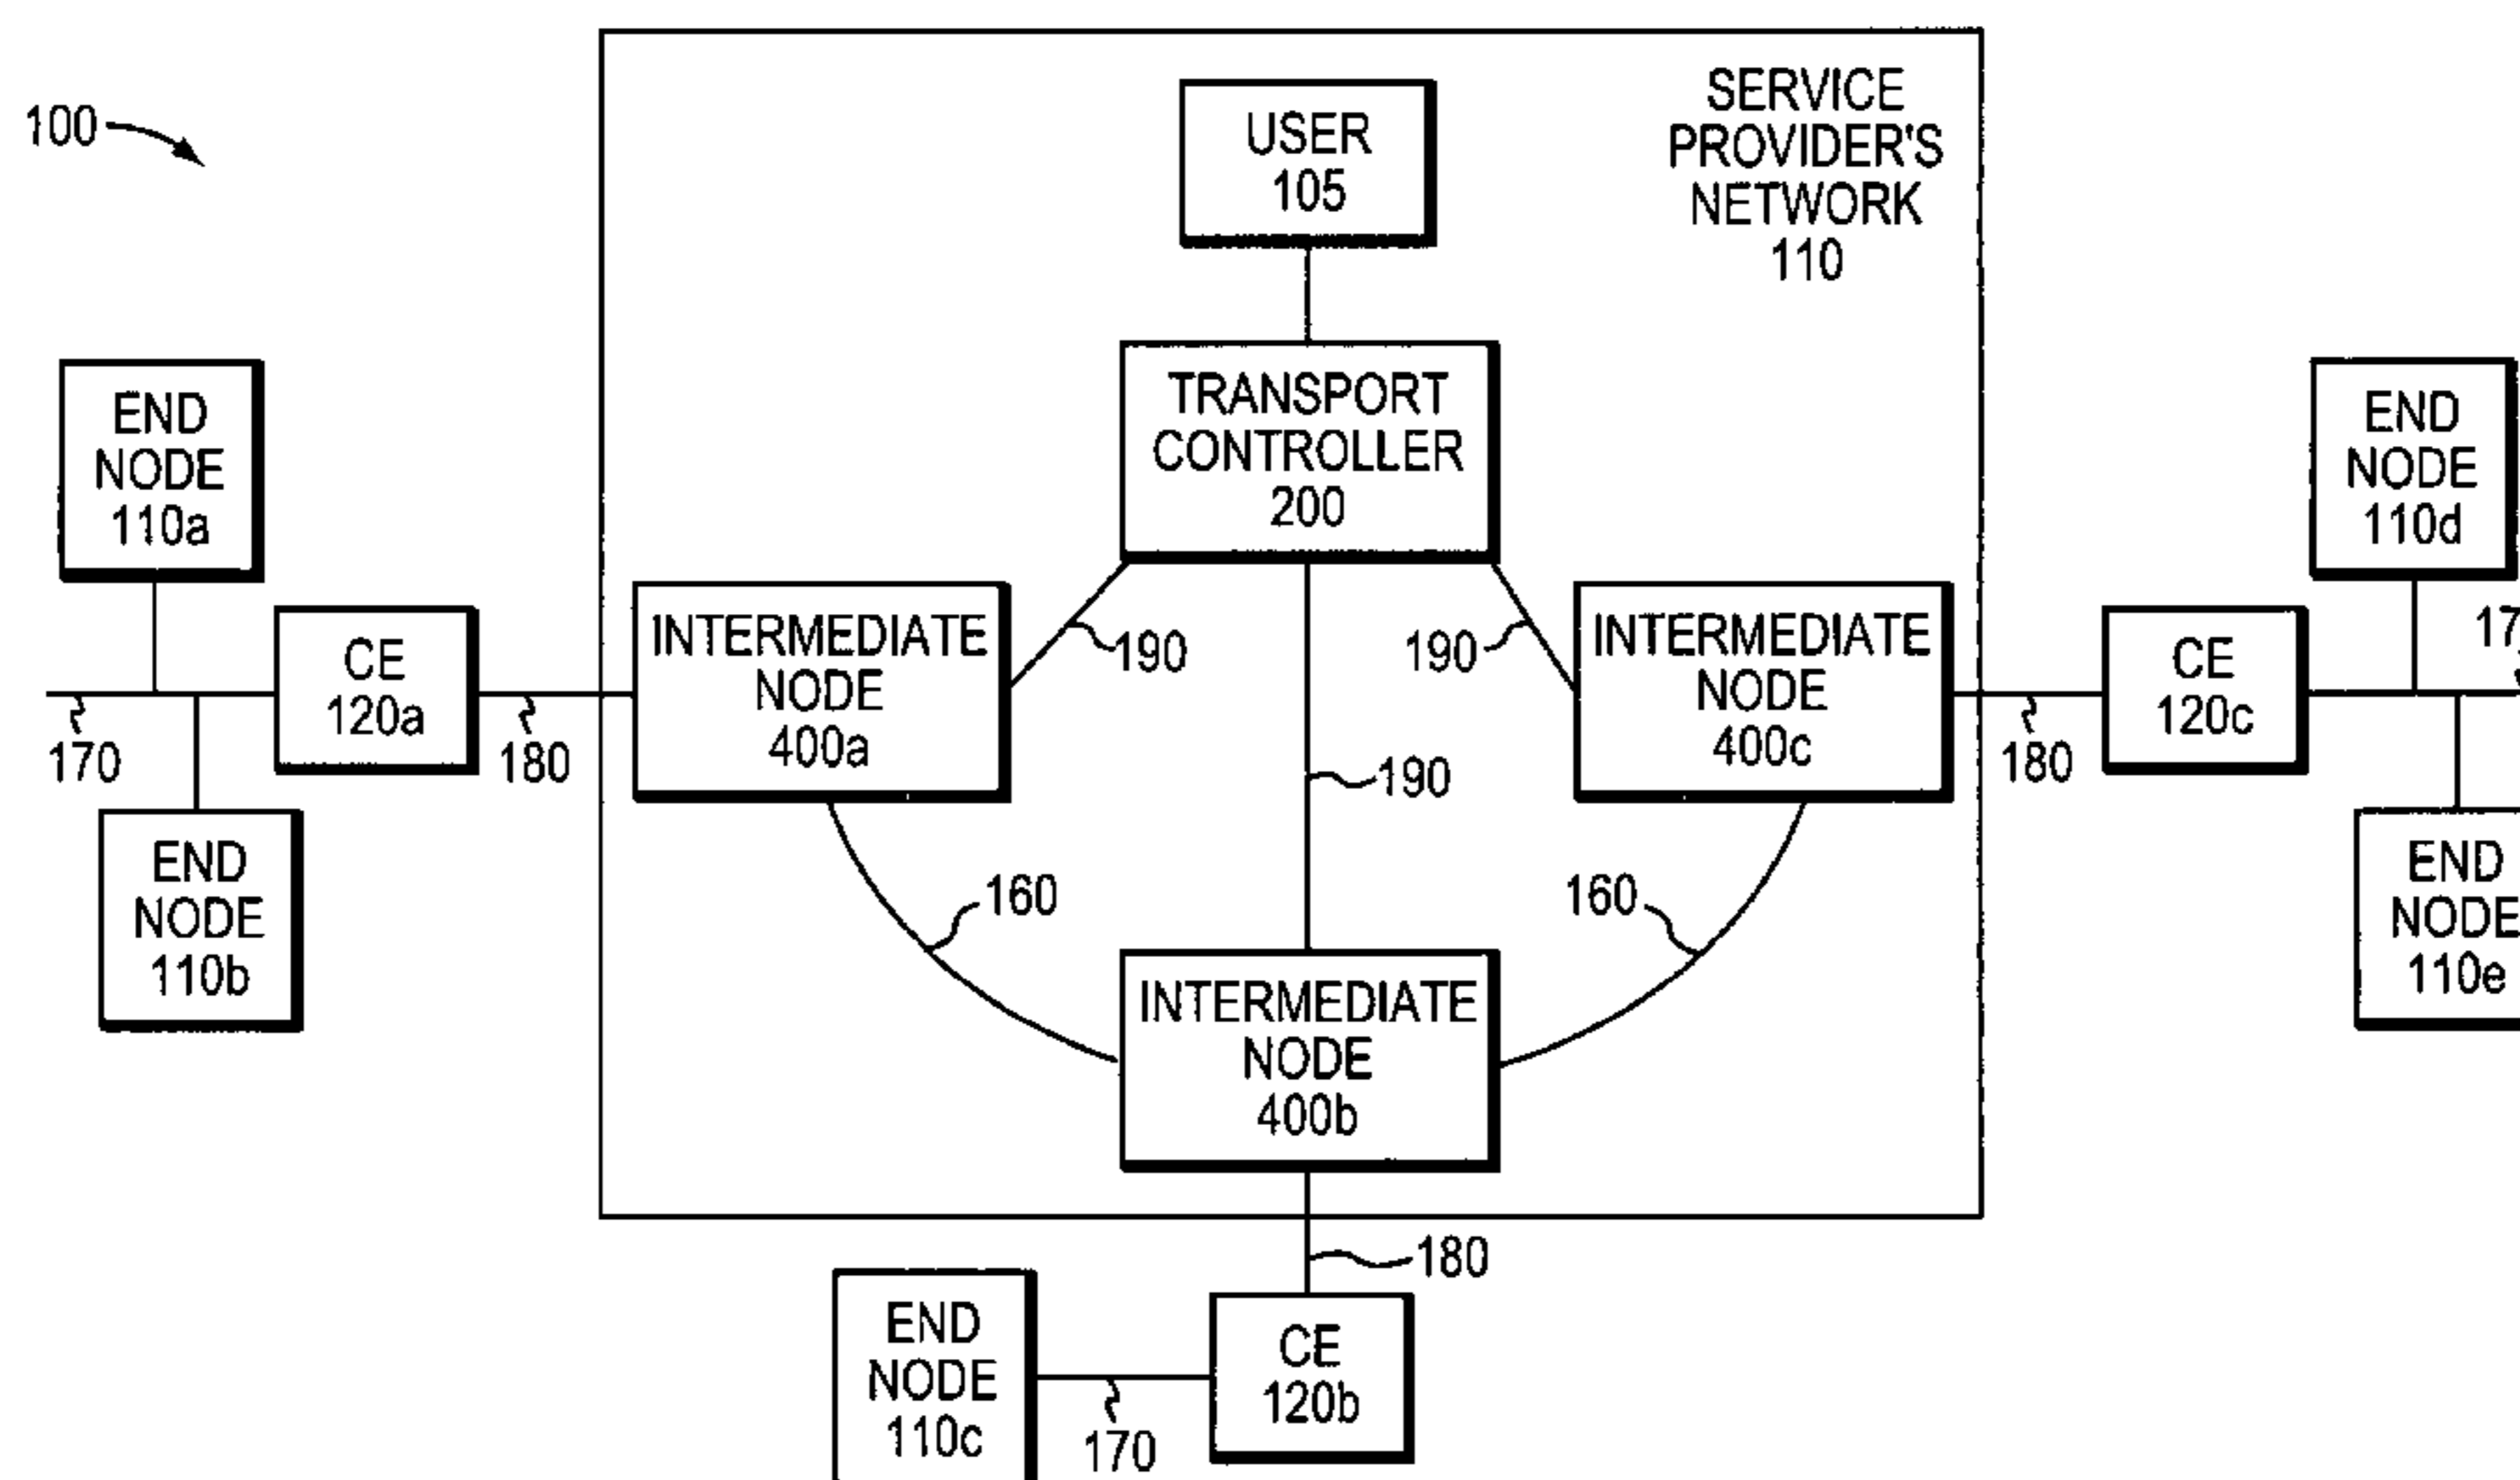 100
SERVICE
PROVIDER'S
NETWORK
110
USER
105
TRANSPORT
CONTROLLER
200
END
NODE
110a
CE
120a
170
180
END
NODE
110b
INTERMEDIATE
NODE
400a
190
190
190
INTERMEDIATE
NODE
400c
180
CE
120c
END
NODE
110d
END
NODE
110e
160
160
INTERMEDIATE
NODE
400b
180
END
NODE
110c
170
CE
120b